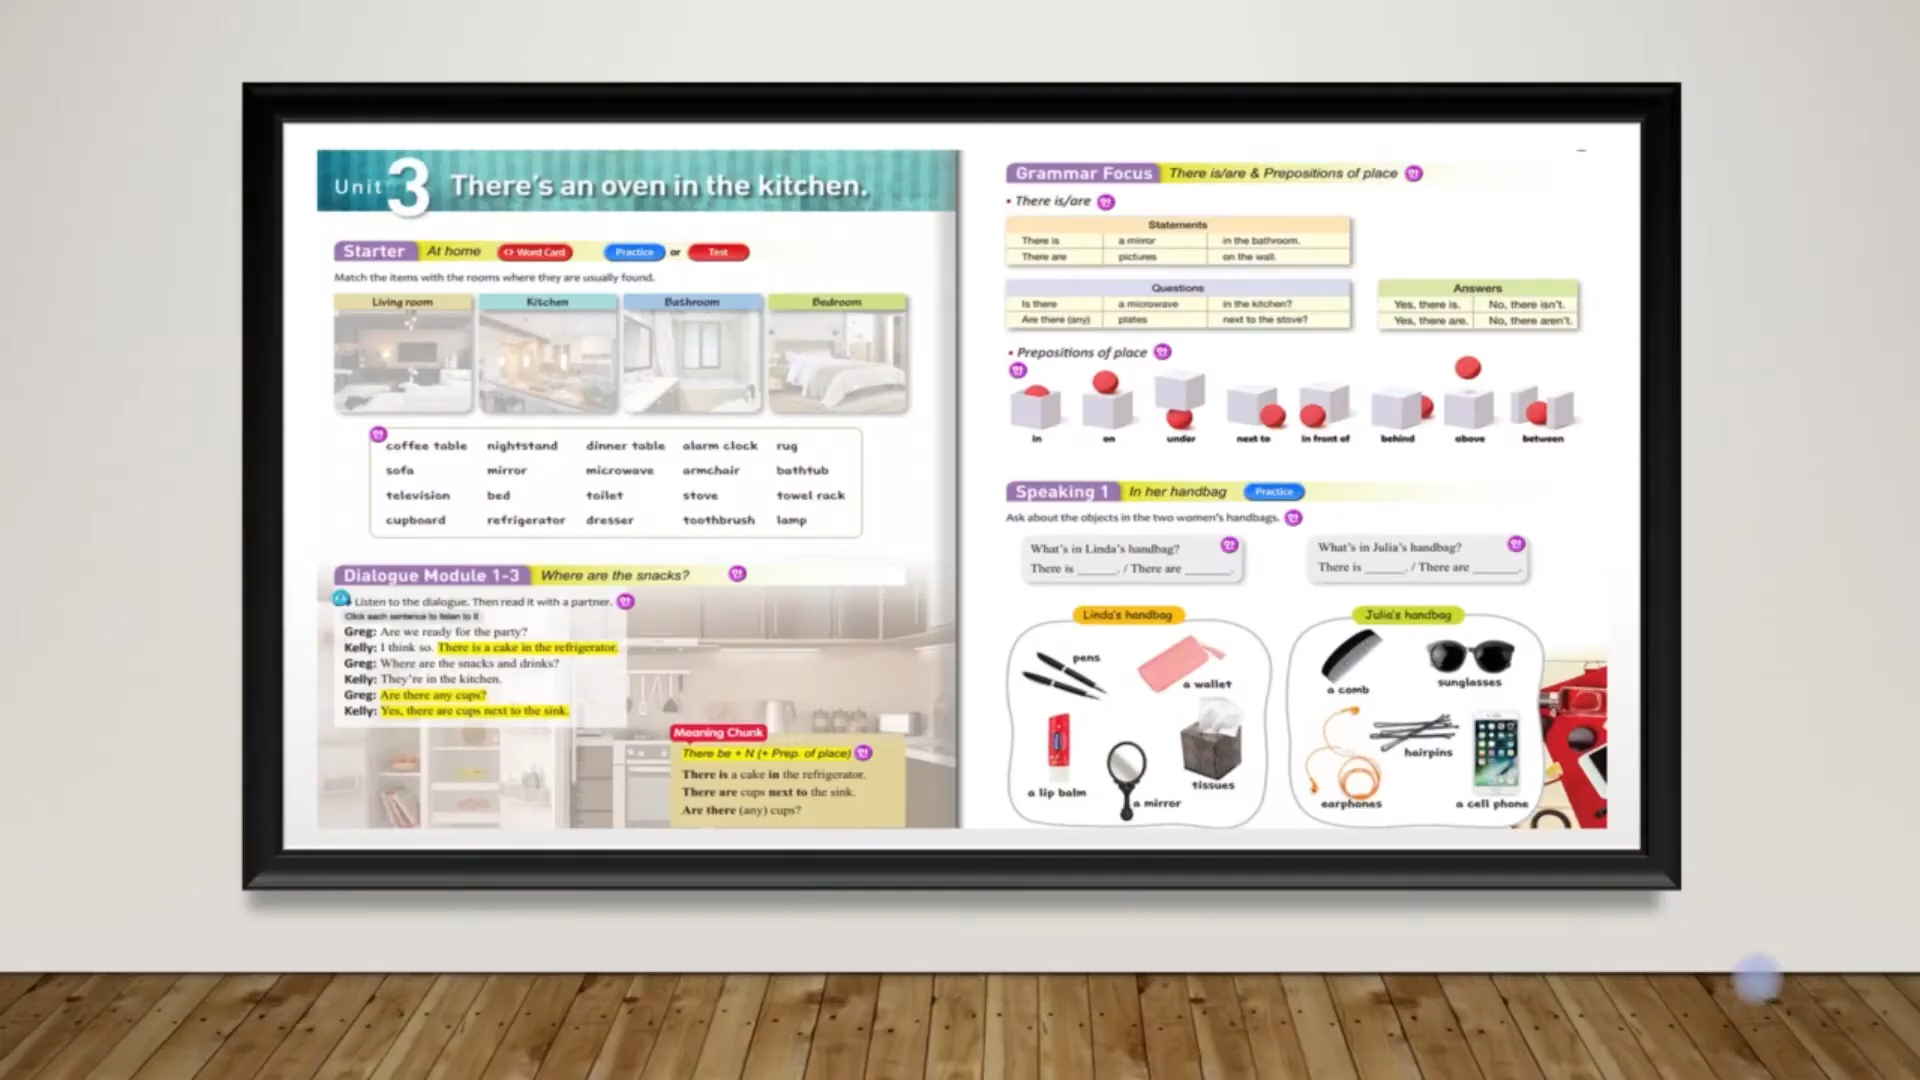 Unit 3 There's an oven in the kitchen.
Starter At home Word Card Practice or Test
Match the items with the rooms where they are usually found.
Living room Kitchen Bathroom Bedroom
coffee table nightstand dinner table alarm clock rug
sofa mirror microwave armchair bathtub
television bed toilet stove towel rack
cupboard refrigerator dresser toothbrush lamp
Dialogue Module 1-3 Where are the snacks?
Listen to the dialogue. Then read it with a partner.
Click each sentence to listen to it
Greg: Are we ready for the party?
Kelly: I think so. There is a cake in the refrigerator.
Greg: Where are the snacks and drinks?
Kelly: They're in the kitchen.
Greg: Are there any cups?
Kelly: Yes, there are cups next to the sink.
Meaning Chunk
There be + N (+ Prep. of place)
There is a cake in the refrigerator.
There are cups next to the sink.
Are there (any) cups?
Grammar Focus There is/are & Prepositions of place
• There is/are
Statements
There is a mirror in the bathroom.
There are pictures on the wall.
Questions
Is there a microwave in the kitchen?
Are there (any) plates next to the stove?
Answers
Yes, there is. No, there isn't.
Yes, there are. No, there aren't.
• Prepositions of place
in on under next to in front of behind above between
Speaking 1 In her handbag Practice
Ask about the objects in the two women's handbags.
What's in Linda's handbag?
There is ______. / There are ______.
What's in Julia's handbag?
There is ______. / There are ______.
Linda's handbag
pens
a wallet
a lip balm
a mirror
tissues
Julia's handbag
a comb
sunglasses
hairpins
earphones
a cell phone